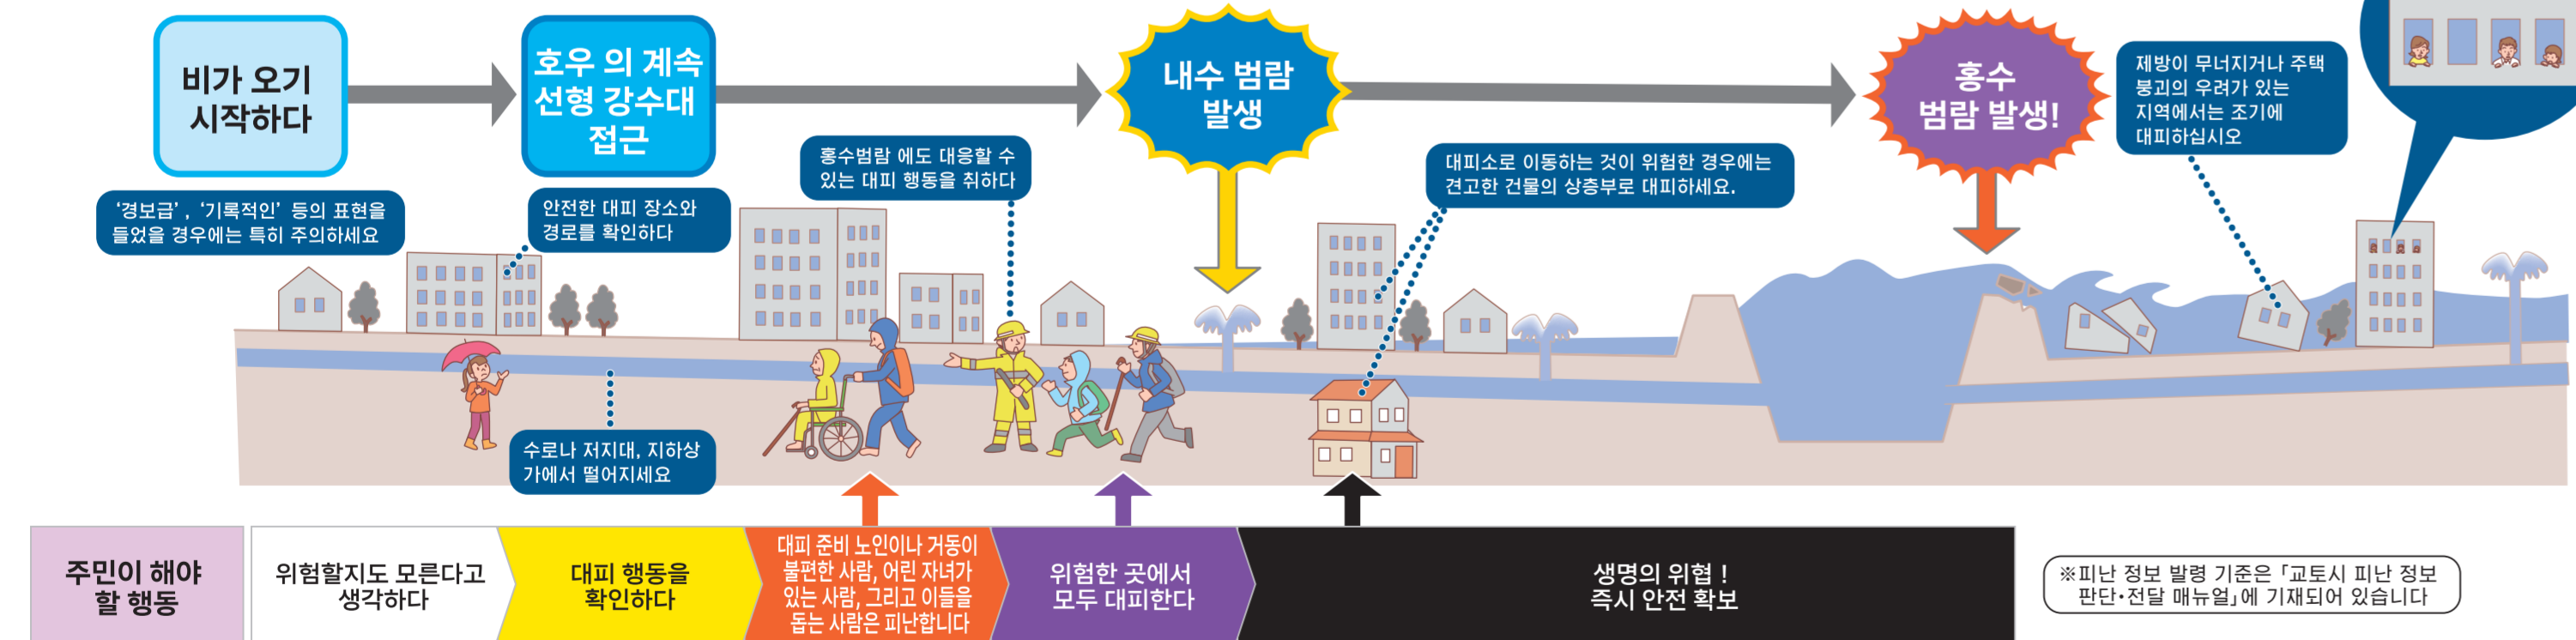 비가 오기
시작하다
호우 의 계속
선형 강수대
접근
내수 범람
발생
홍수
범람 발생!
제방이 무너지거나 주택
붕괴의 우려가 있는
지역에서는 조기에
대피하십시오
홍수범람 에도 대응할 수
있는 대피 행동을 취하다
대피소로 이동하는 것이 위험한 경우에는
견고한 건물의 상층부로 대피하세요.
‘경보급’, ‘기록적인’ 등의 표현을
들었을 경우에는 특히 주의하세요
안전한 대피 장소와
경로를 확인하다
수로나 저지대, 지하상
가에서 떨어지세요
주민이 해야
할 행동
위험할지도 모른다고
생각하다
대피 행동을
확인하다
대피 준비 노인이나 거동이
불편한 사람, 어린 자녀가
있는 사람, 그리고 이들을
돕는 사람은 피난합니다
위험한 곳에서
모두 대피한다
생명의 위협 !
즉시 안전 확보
※피난 정보 발령 기준은 「교토시 피난 정보
판단·전달 매뉴얼」에 기재되어 있습니다